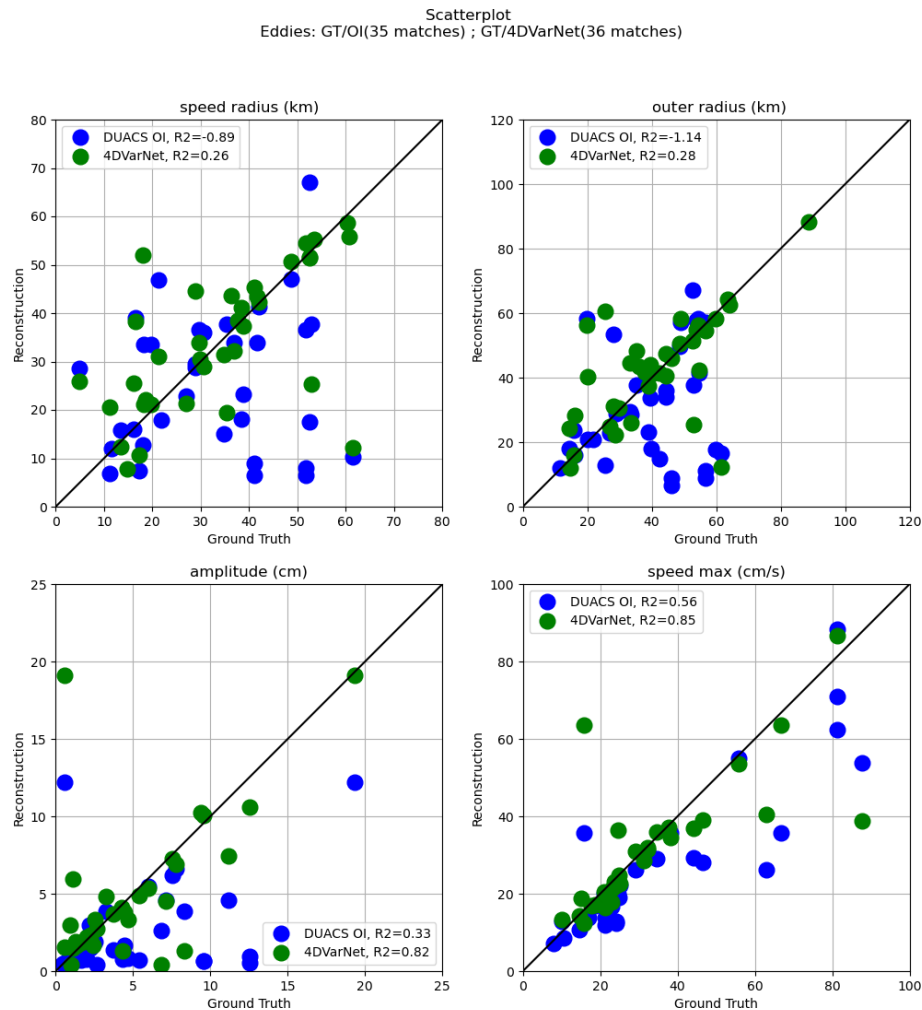 Scatterplot
Eddies: GT/OI(35 matches) ; GT/4DVarNet(36 matches)
speed radius (km)
DUACS OI, R2=-0.89
4DVarNet, R2=0.26
80
70
60
50
40
30
20
10
0
Reconstruction
0 10 20 30 40 50 60 70 80
Ground Truth
outer radius (km)
DUACS OI, R2=-1.14
4DVarNet, R2=0.28
120
100
80
60
40
20
0
Reconstruction
0 20 40 60 80 100 120
Ground Truth
amplitude (cm)
25
20
15
10
5
0
Reconstruction
DUACS OI, R2=0.33
4DVarNet, R2=0.82
0 5 10 15 20 25
Ground Truth
speed max (cm/s)
DUACS OI, R2=0.56
4DVarNet, R2=0.85
100
80
60
40
20
0
Reconstruction
0 20 40 60 80 100
Ground Truth